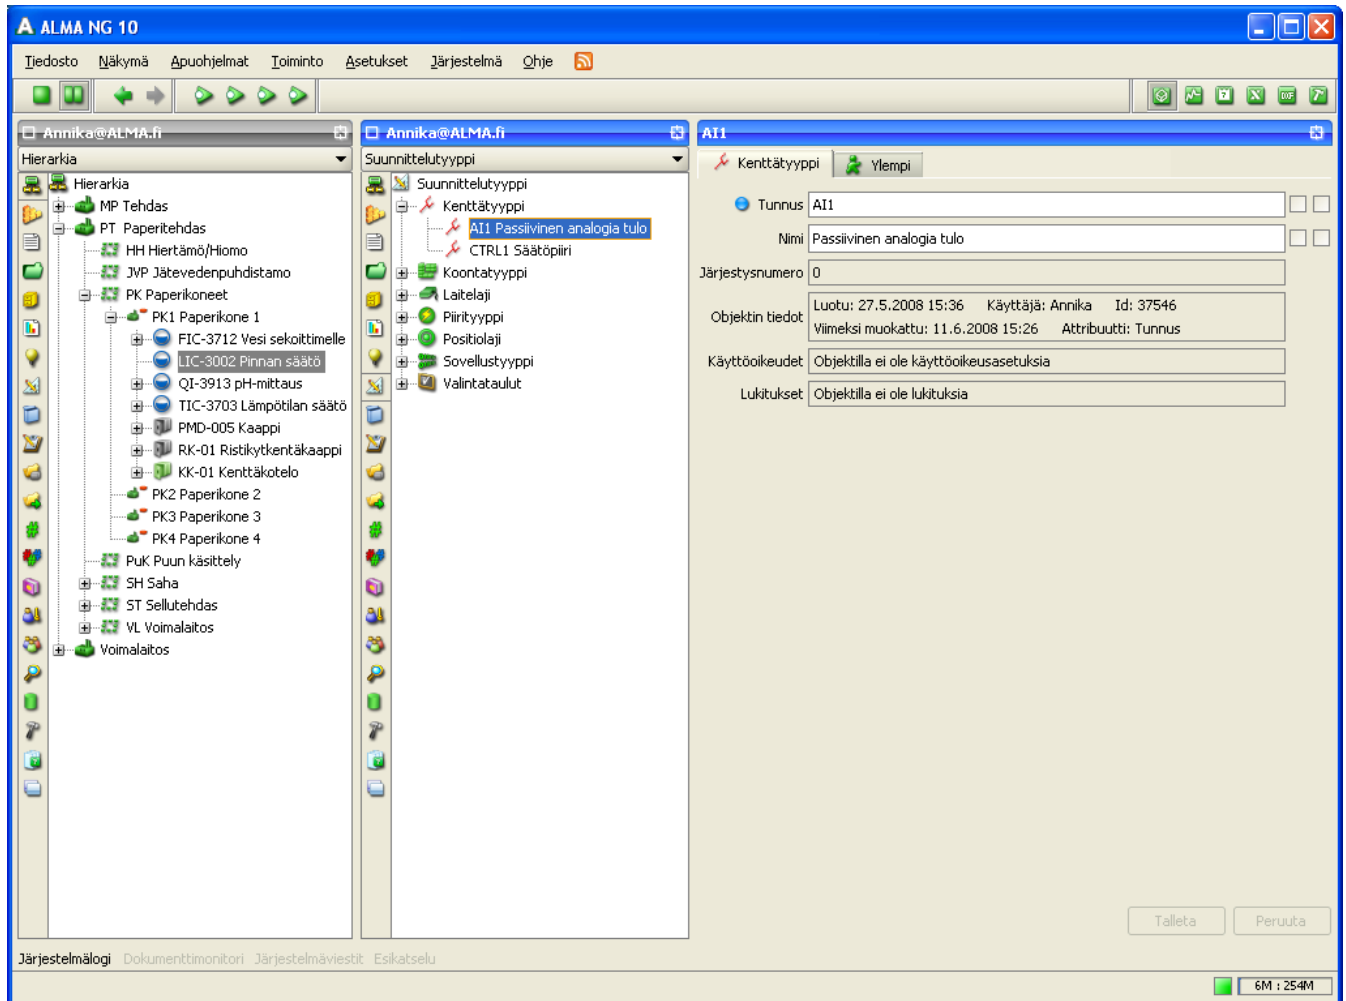 ALMA NG 10
Tiedosto Näkymä Apuohjelmat Toiminto Asetukset Järjestelmä Ohje
Annika@ALMA.fi
Hierarkia
Hierarkia
MP Tehdas
PT Paperitehdas
HH Hiertämö/Hiomo
JVP Jätevedenpuhdistamo
PK Paperikoneet
PK1 Paperikone 1
FIC-3712 Vesi sekoittimelle
LIC-3002 Pinnan säätö
QI-3913 pH-mittaus
TIC-3703 Lämpötilan säätö
PMD-005 Kaappi
RK-01 Ristikytkentäkaappi
KK-01 Kenttäkotelo
PK2 Paperikone 2
PK3 Paperikone 3
PK4 Paperikone 4
PuK Puun käsittely
SH Saha
ST Sellutehdas
VL Voimalaitos
Voimalaitos
Annika@ALMA.fi
Suunnittelutyyppi
Suunnittelutyyppi
Kenttätyyppi
AI1 Passiivinen analogia tulo
CTRL1 Säätöpiiri
Koontatyyppi
Laitelaji
Piirityyppi
Positiolaji
Sovellustyyppi
Valintataulut
AI1
Kenttätyyppi Ylempi
Tunnus AI1
Nimi Passiivinen analogia tulo
Järjestysnumero 0
Objektin tiedot Luotu: 27.5.2008 15:36 Käyttäjä: Annika Id: 37546
Viimeksi muokattu: 11.6.2008 15:26 Attribuutti: Tunnus
Käyttöoikeudet Objektilla ei ole käyttöoikeusasetuksia
Lukitukset Objektilla ei ole lukituksia
Talleta Peruuta
Järjestelmälogi Dokumenttimonitori Järjestelmäviestit Esikatselu
6M : 254M